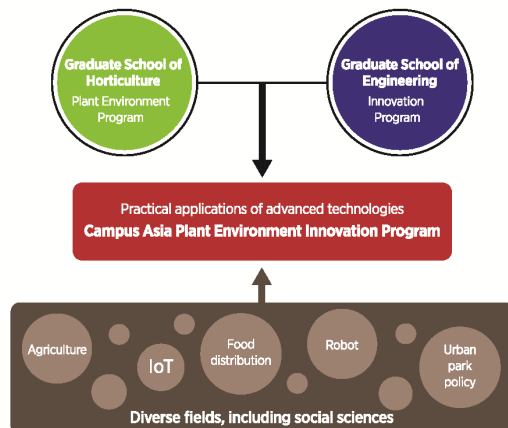 Graduate School of
Horticulture
Plant Environment
Program
Graduate School of
Engineering
Innovation
Program
Practical applications of advanced technologies
Campus Asia Plant Environment Innovation Program
Agriculture
IoT
Food
distribution
Robot
Urban
park
policy
Diverse fields, including social sciences